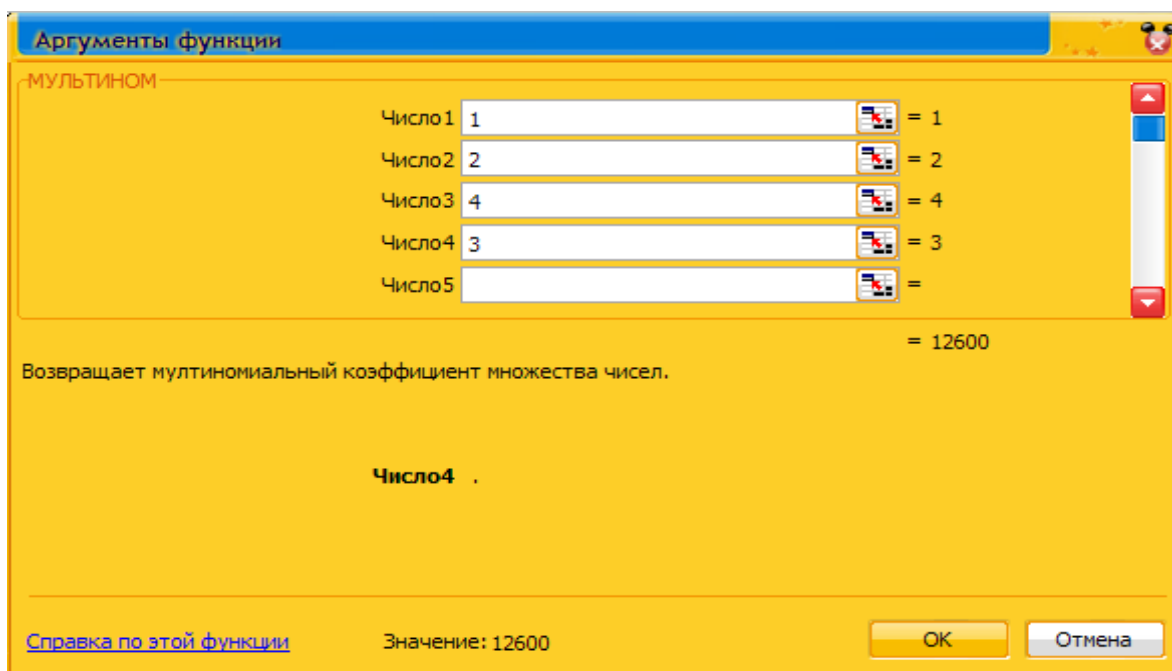 Аргументы функции
МУЛЬТИНОМ
Число1 1 = 1
Число2 2 = 2
Число3 4 = 4
Число4 3 = 3
Число5 =
= 12600
Возвращает мултиномиальный коэффициент множества чисел.
Число4 .
Справка по этой функции Значение: 12600 ОК Отмена